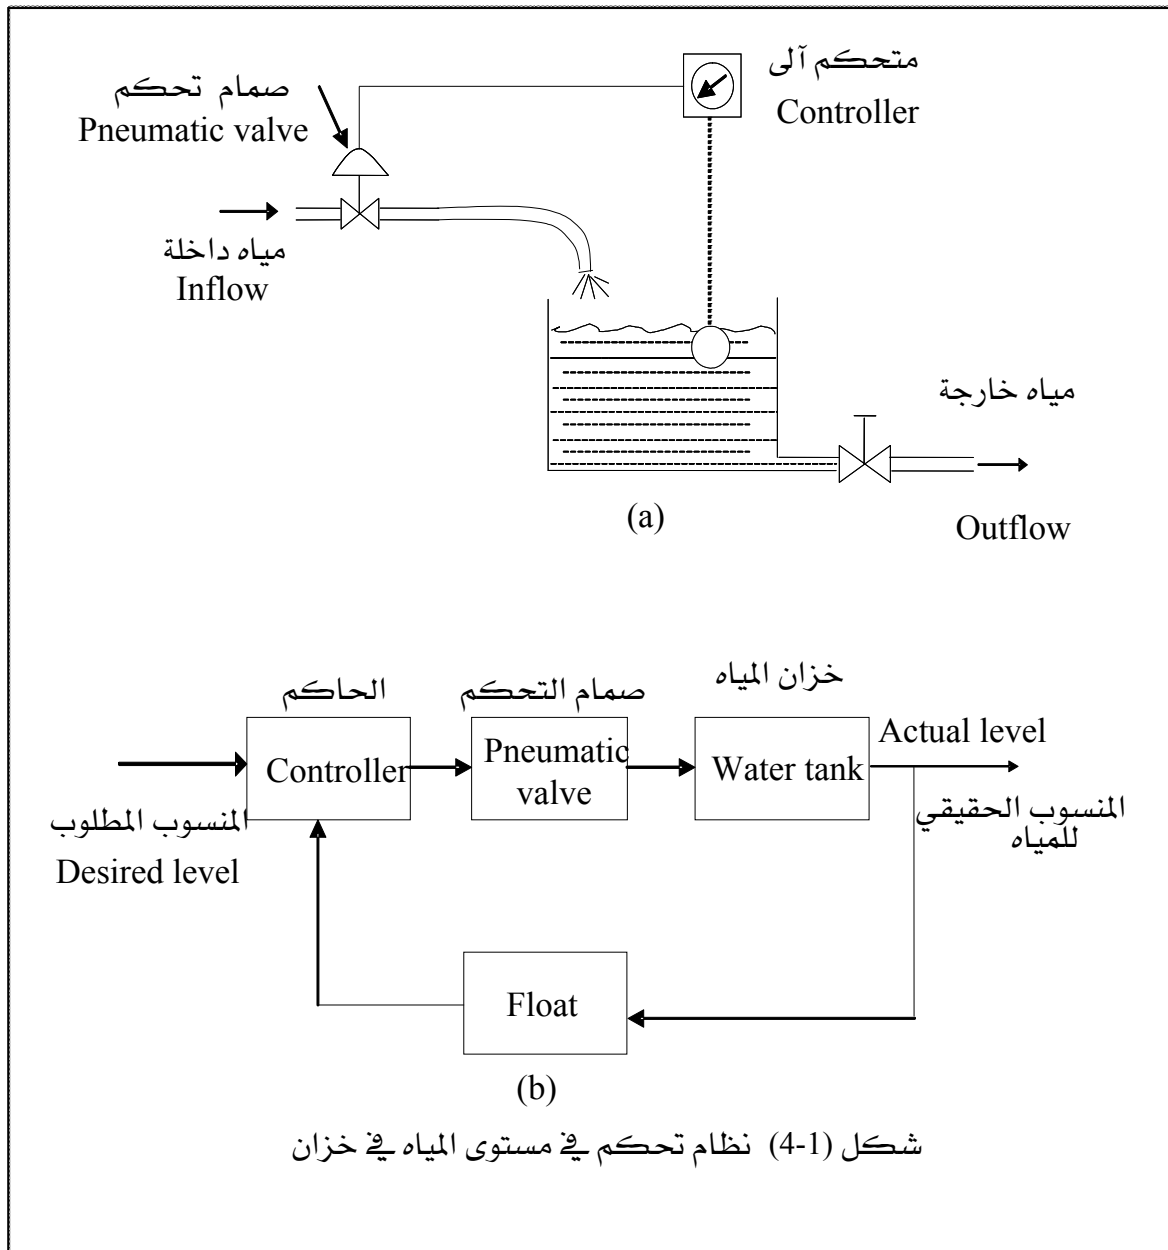 متحكم آلى
Controller
صمام تحكم
Pneumatic valve
مياه داخلة
Inflow
مياه خارجة
Outflow
(a)
خزان المياه
صمام التحكم
الحاكم
Controller
Pneumatic
valve
Water tank
Actual level
المنسوب الحقيقي
للمياه
المنسوب المطلوب
Desired level
Float
(b)
شكل (1-4) نظام تحكم في مستوى المياه في خزان